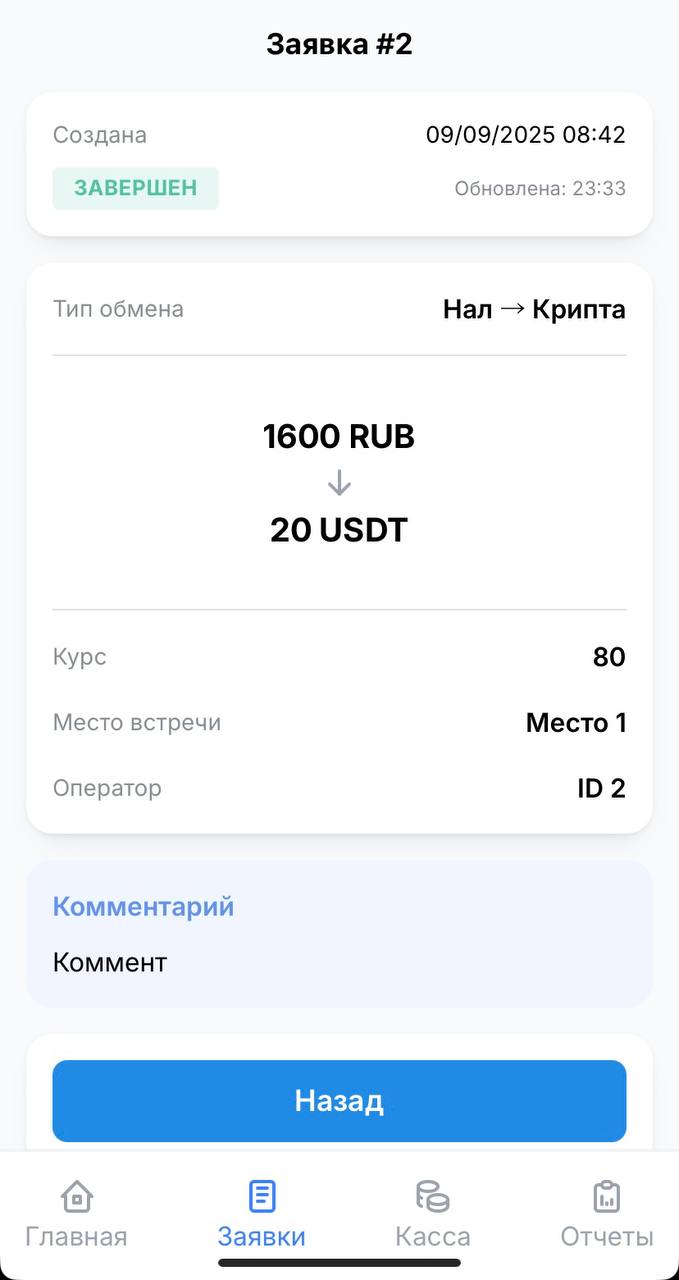 Заявка #2
Создана 09/09/2025 08:42
ЗАВЕРШЕН Обновлена: 23:33
Тип обмена Нал → Крипта
1600 RUB
↓
20 USDT
Курс 80
Место встречи Место 1
Оператор ID 2
Комментарий
Коммент
Назад
Главная Заявки Касса Отчеты